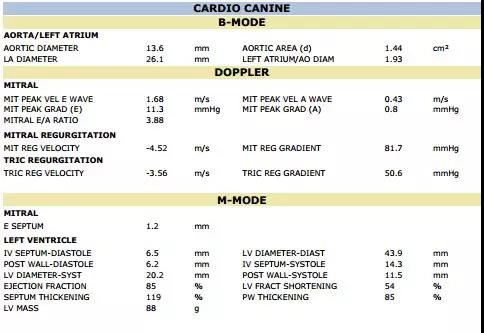 CARDIO CANINE
B-MODE
AORTA/LEFT ATRIUM
AORTIC DIAMETER 13.6 mm AORTIC AREA (d) 1.44 cm²
LA DIAMETER 26.1 mm LEFT ATRIUM/AO DIAM 1.93
DOPPLER
MITRAL
MIT PEAK VEL E WAVE 1.68 m/s MIT PEAK VEL A WAVE 0.43 m/s
MIT PEAK GRAD (E) 11.3 mmHg MIT PEAK GRAD (A) 0.8 mmHg
MITRAL E/A RATIO 3.88
MITRAL REGURGITATION
MIT REG VELOCITY -4.52 m/s MIT REG GRADIENT 81.7 mmHg
TRIC REGURGITATION
TRIC REG VELOCITY -3.56 m/s TRIC REG GRADIENT 50.6 mmHg
M-MODE
MITRAL
E SEPTUM 1.2 mm
LEFT VENTRICLE
IV SEPTUM-DIASTOLE 6.5 mm LV DIAMETER-DIAST 43.9 mm
POST WALL-DIASTOLE 6.2 mm IV SEPTUM-SYSTOLE 14.3 mm
LV DIAMETER-SYST 20.2 mm POST WALL-SYSTOLE 11.5 mm
EJECTION FRACTION 85 % LV FRACT SHORTENING 54 %
SEPTUM THICKENING 119 % PW THICKENING 85 %
LV MASS 88 g